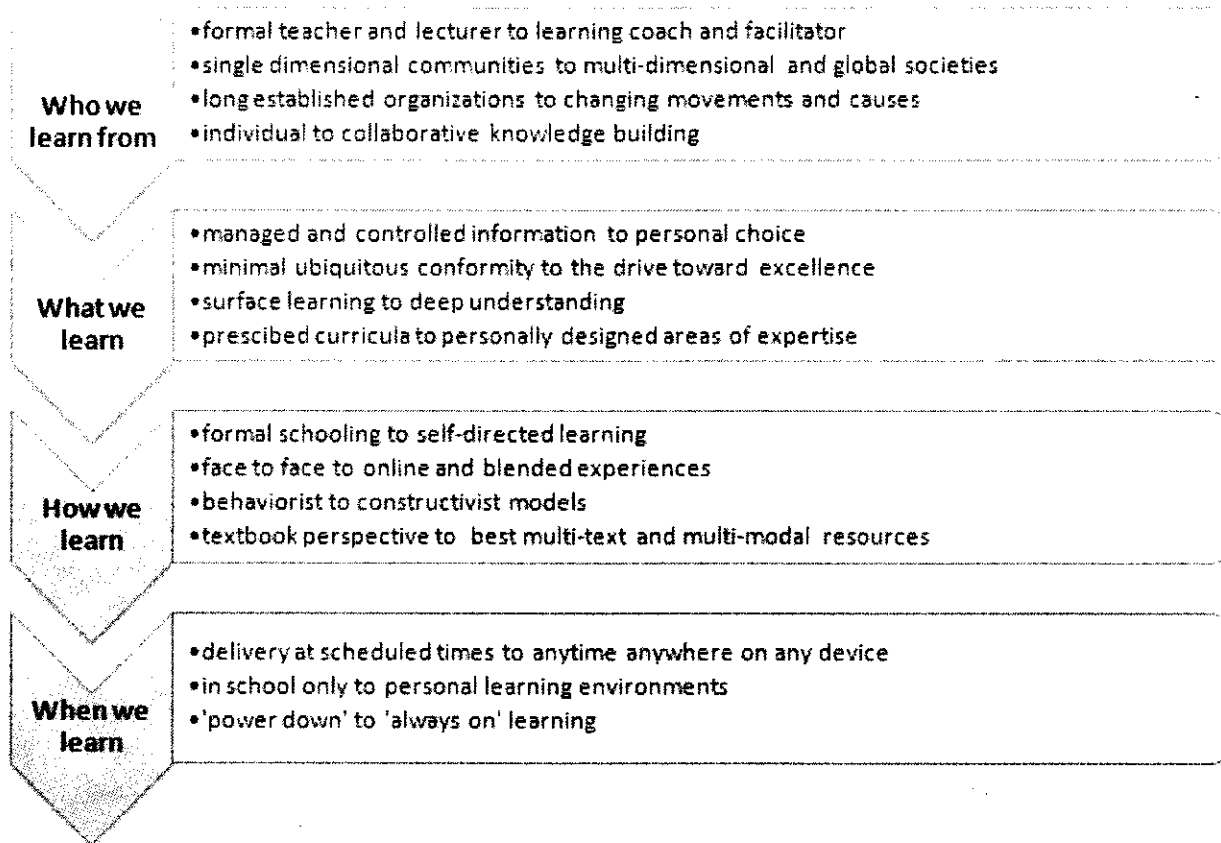 Who we
learn from
•formal teacher and lecturer to learning coach and facilitator
•single dimensional communities to multi-dimensional and global societies
•long established organizations to changing movements and causes
•individual to collaborative knowledge building
What we
learn
•managed and controlled information to personal choice
•minimal ubiquitous conformity to the drive toward excellence
•surface learning to deep understanding
•prescibed curricula to personally designed areas of expertise
How we
learn
•formal schooling to self-directed learning
•face to face to online and blended experiences
•behaviorist to constructivist models
•textbook perspective to best multi-text and multi-modal resources
When we
learn
•delivery at scheduled times to anytime anywhere on any device
•in school only to personal learning environments
•'power down' to 'always on' learning